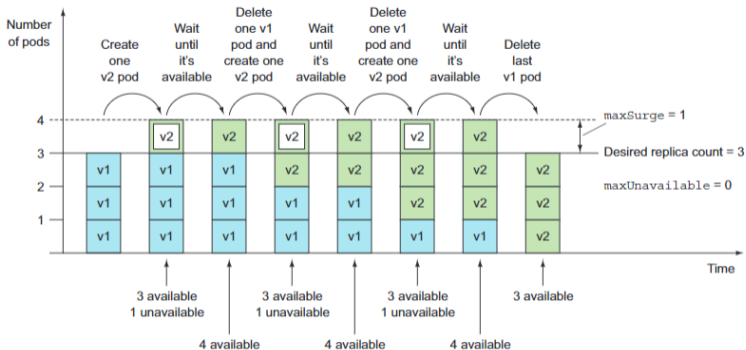 Number
of pods
Create
one
v2 pod
Wait
until
it's
available
Delete
one v1
pod and
create one
v2 pod
Wait
until
it's
available
Delete
one v1
pod and
create one
v2 pod
Wait
until
it's
available
Delete
last
v1 pod
4
3
2
1
v1
v1
v1
v2
v1
v1
v1
v2
v1
v1
v1
v2
v2
v1
v1
v2
v2
v1
v1
v2
v2
v2
v1
v2
v2
v2
v1
v2
v2
v2
maxSurge = 1
Desired replica count = 3
maxUnavailable = 0
Time
3 available
1 unavailable
4 available
3 available
1 unavailable
4 available
3 available
1 unavailable
4 available
3 available